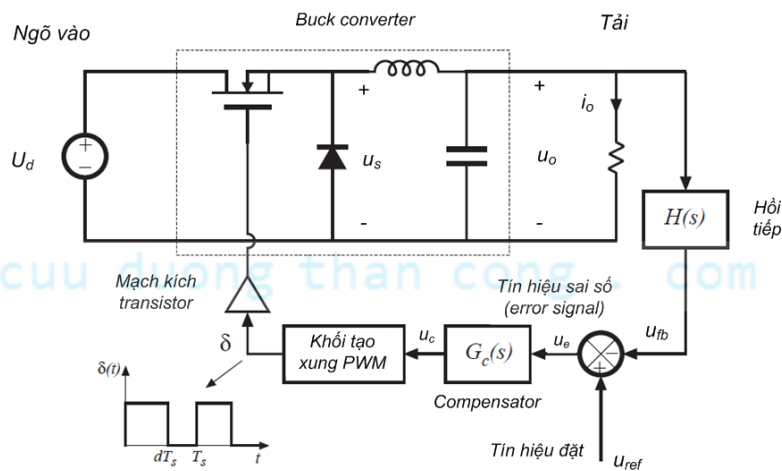 Buck converter
Ngõ vào
Tải
+
+
i_o
U_d
+
-
u_s
u_o
-
-
H(s)
Hồi
tiếp
cuu duong than cong . com
Mạch kích
transistor
Tín hiệu sai số
(error signal)
δ
Khối tạo
xung PWM
u_c
G_c(s)
u_e
-
+
u_fb
Compensator
δ(t)
dT_s
T_s
t
Tín hiệu đặt
u_ref